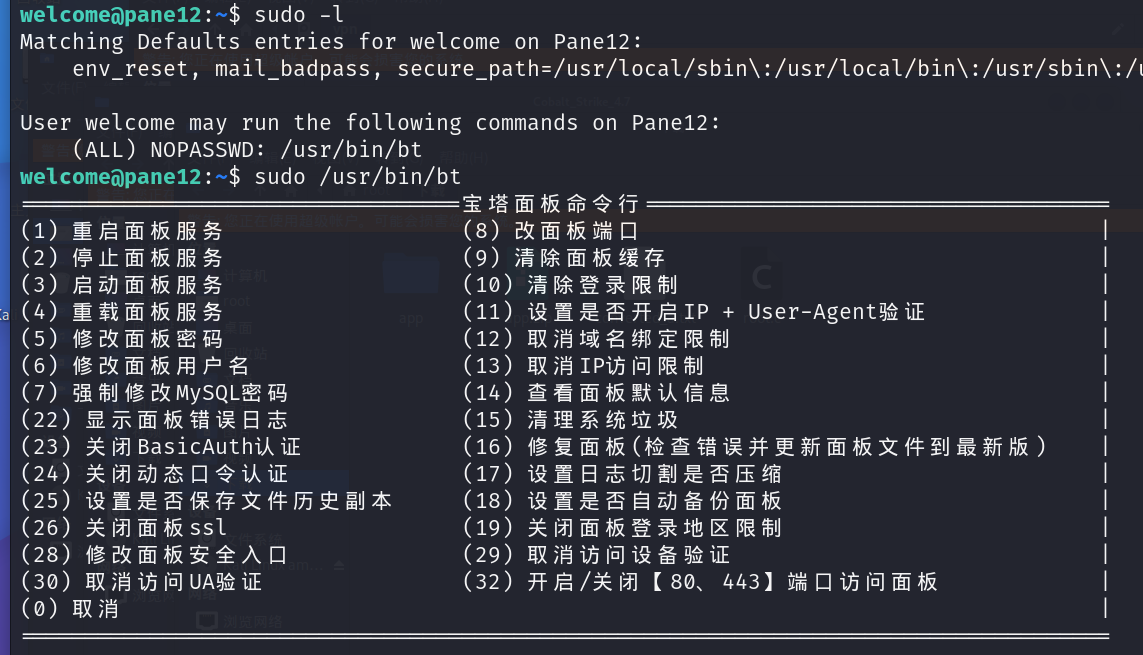 welcome@pane12:~$ sudo -l
Matching Defaults entries for welcome on Pane12:
    env_reset, mail_badpass, secure_path=/usr/local/sbin\:/usr/local/bin\:/usr/sbin\:/u

User welcome may run the following commands on Pane12:
    (ALL) NOPASSWD: /usr/bin/bt
welcome@pane12:~$ sudo /usr/bin/bt
==================================宝塔面板命令行====================================
(1) 重启面板服务                  (8) 改面板端口                                  |
(2) 停止面板服务                  (9) 清除面板缓存                                |
(3) 启动面板服务                  (10) 清除登录限制                               |
(4) 重载面板服务                  (11) 设置是否开启IP + User-Agent验证            |
(5) 修改面板密码                  (12) 取消域名绑定限制                           |
(6) 修改面板用户名                (13) 取消IP访问限制                             |
(7) 强制修改MySQL密码             (14) 查看面板默认信息                           |
(22) 显示面板错误日志             (15) 清理系统垃圾                               |
(23) 关闭BasicAuth认证            (16) 修复面板(检查错误并更新面板文件到最新版)   |
(24) 关闭动态口令认证             (17) 设置日志切割是否压缩                       |
(25) 设置是否保存文件历史副本     (18) 设置是否自动备份面板                       |
(26) 关闭面板ssl                  (19) 关闭面板登录地区限制                       |
(28) 修改面板安全入口             (29) 取消访问设备验证                           |
(30) 取消访问UA验证               (32) 开启/关闭【80、443】端口访问面板           |
(0) 取消                                                                          |
====================================================================================